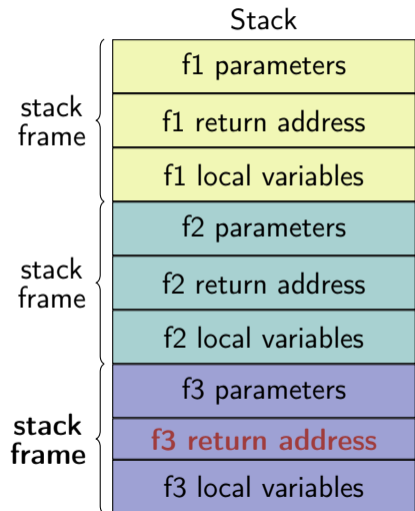 Stack
f1 parameters
stack
frame
f1 return address
f1 local variables
f2 parameters
stack
frame
f2 return address
f2 local variables
f3 parameters
stack
frame
f3 return address
f3 local variables